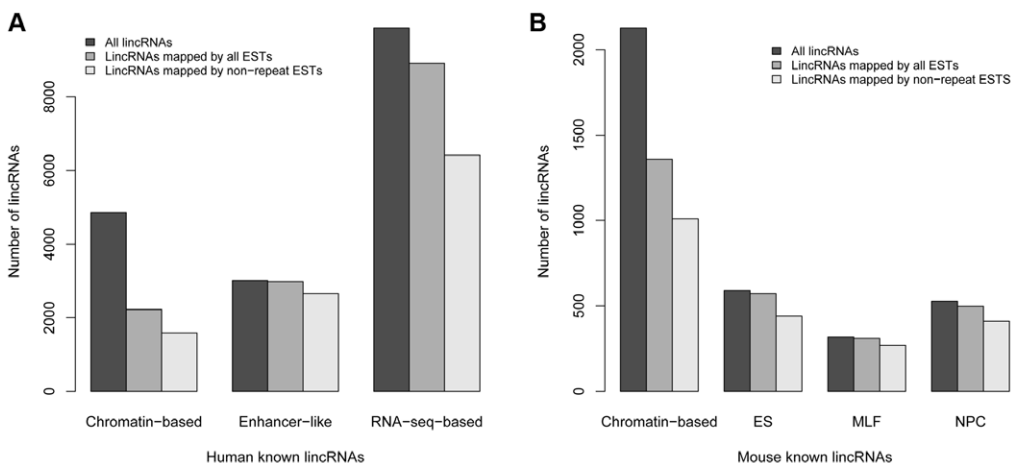 A
All lincRNAs
LincRNAs mapped by all ESTs
LincRNAs mapped by non−repeat ESTs
Number of lincRNAs
8000
6000
4000
2000
0
Chromatin−based Enhancer−like RNA−seq−based
Human known lincRNAs
B
All lincRNAs
LincRNAs mapped by all ESTs
LincRNAs mapped by non−repeat ESTS
Number of lincRNAs
2000
1500
1000
500
0
Chromatin−based ES MLF NPC
Mouse known lincRNAs